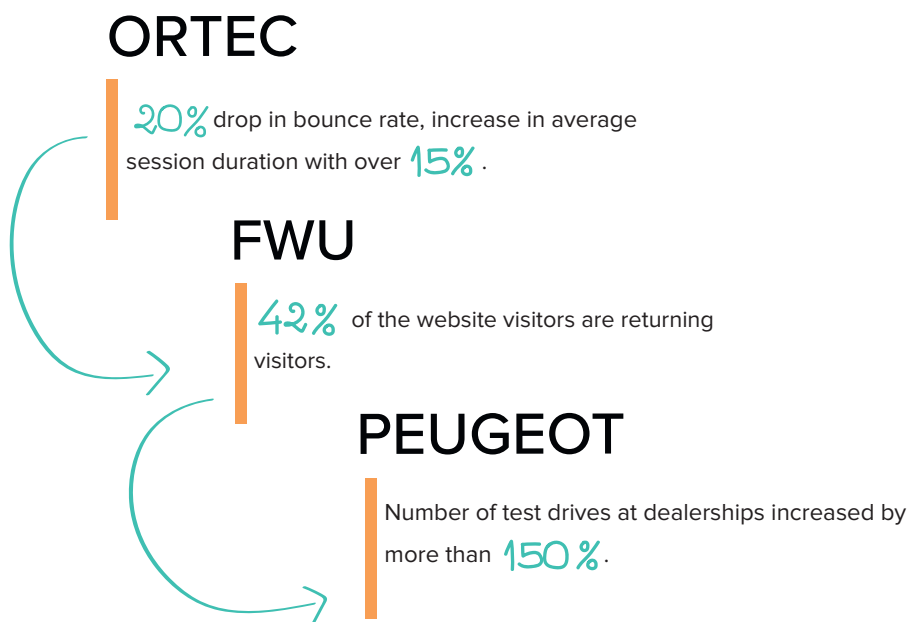 ORTEC
20% drop in bounce rate, increase in average
session duration with over 15% .
FWU
42% of the website visitors are returning
visitors.
PEUGEOT
Number of test drives at dealerships increased by
more than 150%.